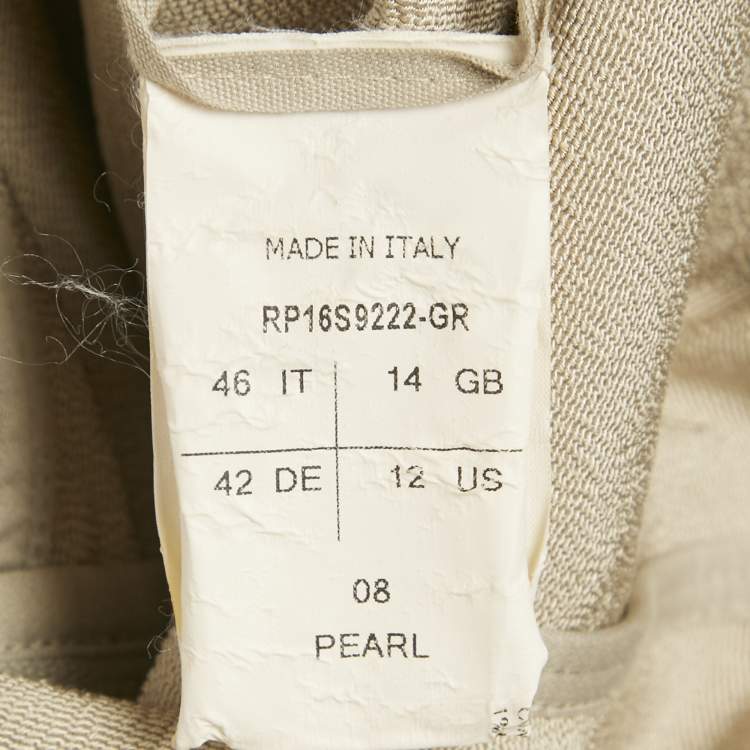 MADE IN ITALY
RP16S9222-GR
46 IT 14 GB
42 DE 12 US
08
PEARL